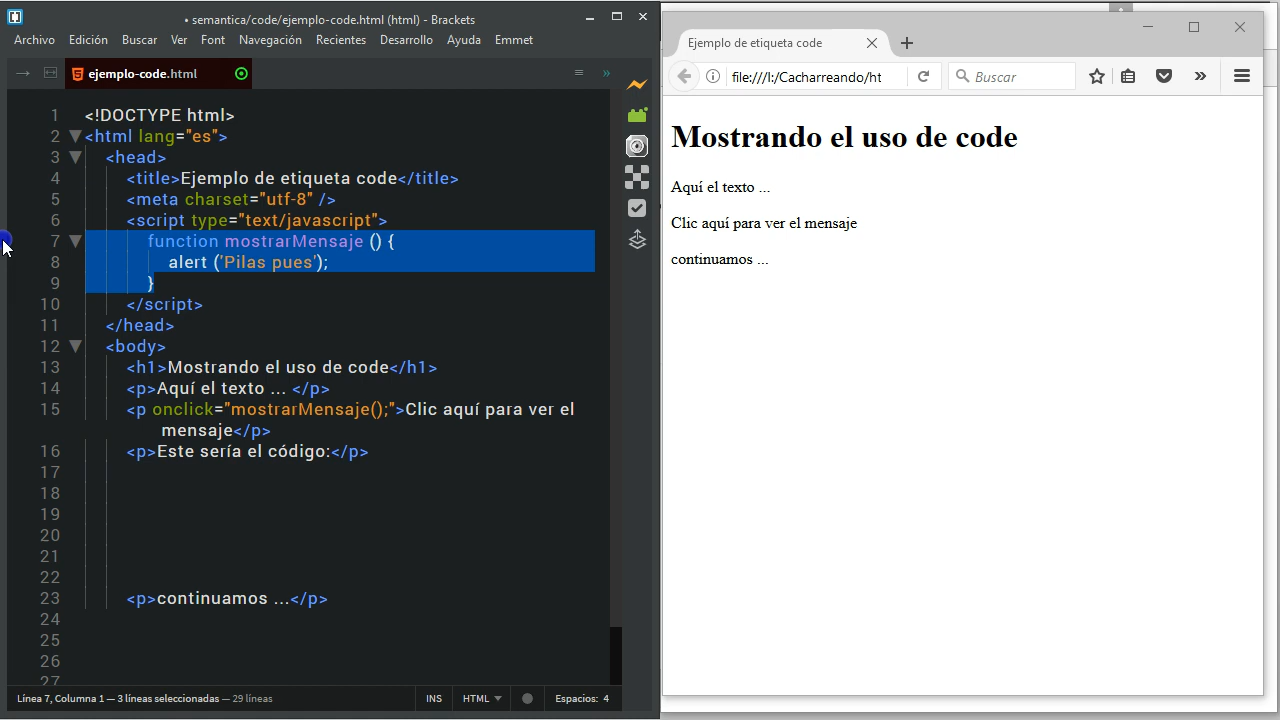 • semantica/code/ejemplo-code.html (html) - Brackets
Archivo Edición Buscar Ver Font Navegación Recientes Desarrollo Ayuda Emmet
ejemplo-code.html
1 <!DOCTYPE html>
2 <html lang="es">
3 <head>
4 <title>Ejemplo de etiqueta code</title>
5 <meta charset="utf-8" />
6 <script type="text/javascript">
7 function mostrarMensaje () {
8 alert ('Pilas pues');
9 }
10 </script>
11 </head>
12 <body>
13 <h1>Mostrando el uso de code</h1>
14 <p>Aquí el texto ... </p>
15 <p onclick="mostrarMensaje();">Clic aquí para ver el
mensaje</p>
16 <p>Este sería el código:</p>
17
18
19
20
21
22
23 <p>continuamos ...</p>
24
25
26
27
Línea 7, Columna 1 — 3 líneas seleccionadas — 29 líneas
INS HTML Espacios: 4
Ejemplo de etiqueta code
file:///I:/Cacharreando/ht
Buscar
Mostrando el uso de code
Aquí el texto ...
Clic aquí para ver el mensaje
continuamos ...